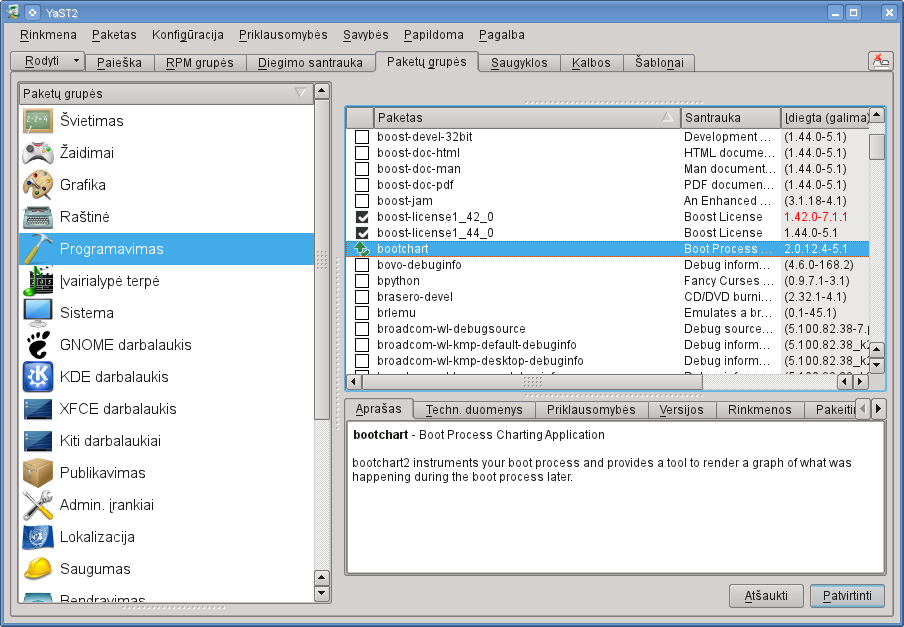 YaST2
Rinkmena Paketas Konfigūracija Priklausomybės Savybės Papildoma Pagalba
Rodyti Paieška RPM grupės Diegimo santrauka Paketų grupės Saugyklos Kalbos Šablonai
Paketų grupės
Švietimas
Žaidimai
Grafika
Raštinė
Programavimas
Įvairialypė terpė
Sistema
GNOME darbalaukis
KDE darbalaukis
XFCE darbalaukis
Kiti darbalaukiai
Publikavimas
Admin. įrankiai
Lokalizacija
Saugumas
Bendravimas
Paketas Santrauka Įdiegta (galima)
boost-devel-32bit Development ... (1.44.0-5.1)
boost-doc-html HTML docume... (1.44.0-5.1)
boost-doc-man Man document... (1.44.0-5.1)
boost-doc-pdf PDF documen... (1.44.0-5.1)
boost-jam An Enhanced ... (3.1.18-4.1)
boost-license1_42_0 Boost License 1.42.0-7.1.1
boost-license1_44_0 Boost License 1.44.0-5.1
bootchart Boot Process ... 2.0.12.4-5.1
bovo-debuginfo Debug inform... (4.6.0-168.2)
bpython Fancy Curses ... (0.9.7.1-3.1)
brasero-devel CD/DVD burni... (2.32.1-4.1)
brlemu Emulates a br... (0.1-45.1)
broadcom-wl-debugsource Debug source... (5.100.82.38-7.
broadcom-wl-kmp-default-debuginfo Debug inform... (5.100.82.38_k
broadcom-wl-kmp-desktop-debuginfo Debug inform... (5.100.82.38_k
Aprašas Techn. duomenys Priklausomybės Versijos Rinkmenos Pakeiti
bootchart - Boot Process Charting Application
bootchart2 instruments your boot process and provides a tool to render a graph of what was
happening during the boot process later.
Atšaukti Patvirtinti